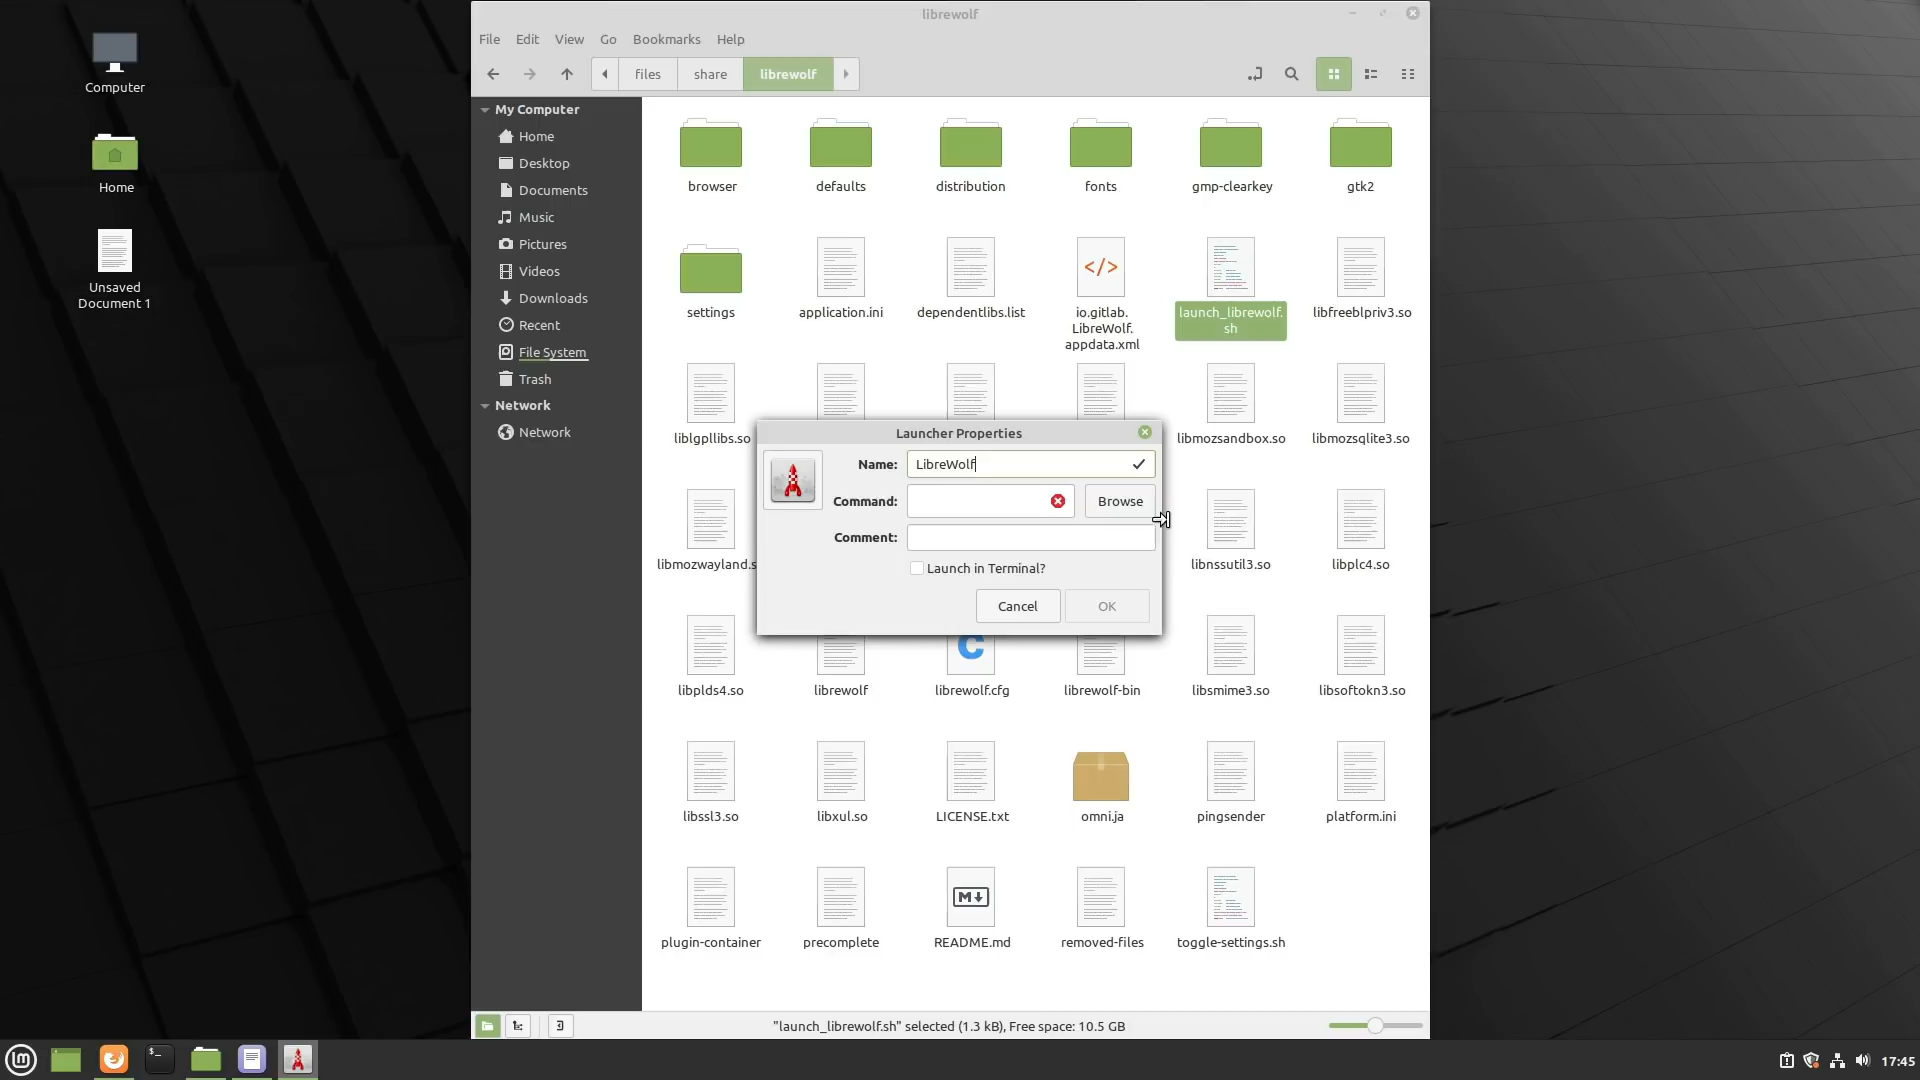 librewolf
File Edit View Go Bookmarks Help
files share librewolf
Computer
Home
Unsaved
Document 1
My Computer
Home
Desktop
Documents
Music
Pictures
Videos
Downloads
Recent
File System
Trash
Network
Network
browser defaults distribution fonts gmp-clearkey gtk2
settings application.ini dependentlibs.list io.gitlab. launch_librewolf. libfreeblpriv3.so
LibreWolf. sh
appdata.xml
liblgpllibs.so libmozsandbox.so libmozsqlite3.so
Launcher Properties
Name: LibreWolf
Command: Browse
Comment:
Launch in Terminal?
Cancel OK
libmozwayland.s libnssutil3.so libplc4.so
libplds4.so librewolf librewolf.cfg librewolf-bin libsmime3.so libsoftokn3.so
libssl3.so libxul.so LICENSE.txt omni.ja pingsender platform.ini
plugin-container precomplete README.md removed-files toggle-settings.sh
"launch_librewolf.sh" selected (1.3 kB), Free space: 10.5 GB
17:45